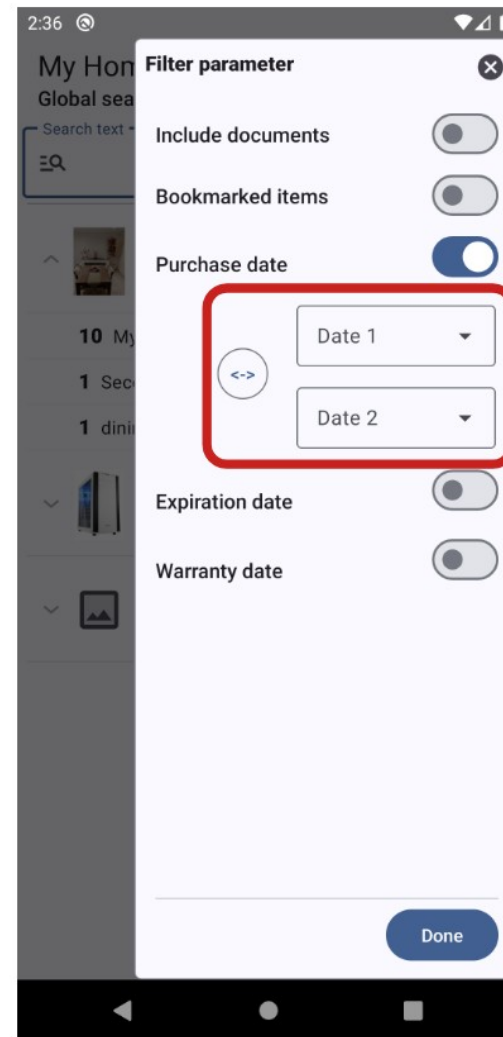 2:36
My Hom
Filter parameter
Global sea
Search text
Include documents
Bookmarked items
Purchase date
Date 1
10 My
<->
1 Sec
Date 2
1 dini
Expiration date
Warranty date
Done